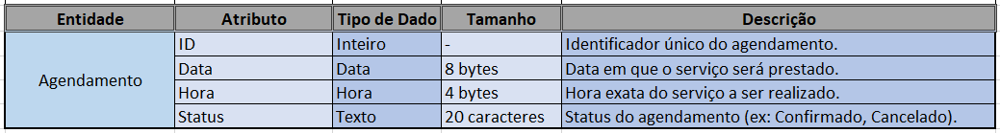 Entidade Atributo Tipo de Dado Tamanho Descrição
Agendamento
ID Inteiro - Identificador único do agendamento.
Data Data 8 bytes Data em que o serviço será prestado.
Hora Hora 4 bytes Hora exata do serviço a ser realizado.
Status Texto 20 caracteres Status do agendamento (ex: Confirmado, Cancelado).